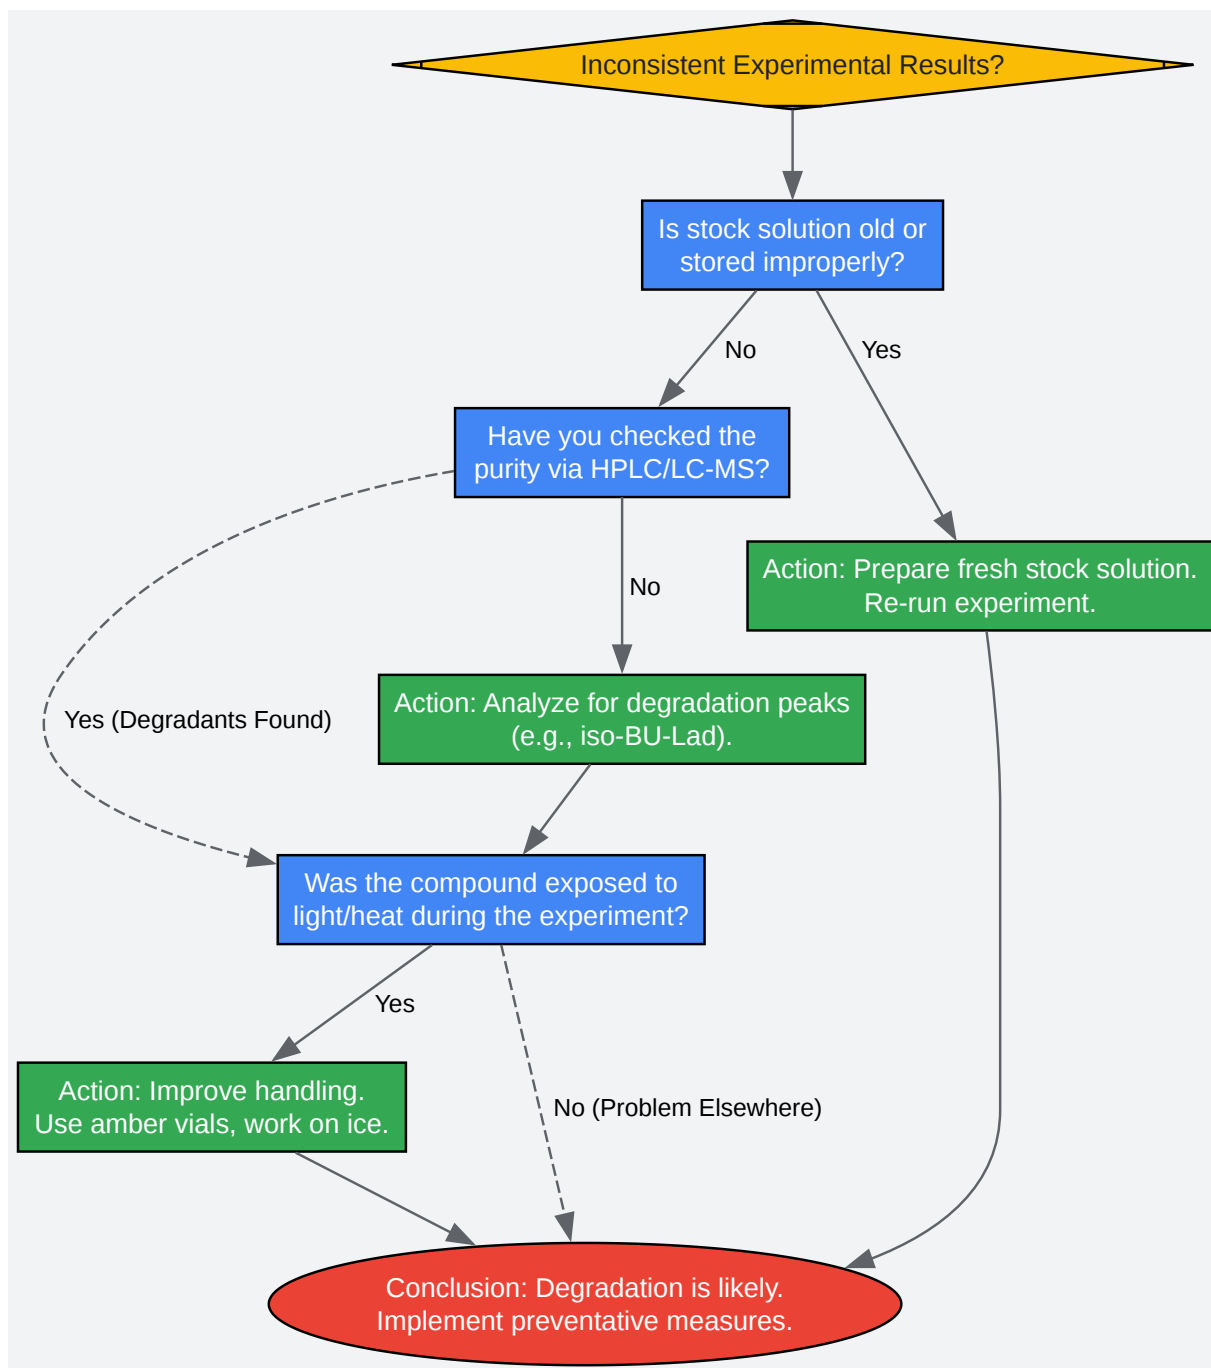 Inconsistent Experimental Results?
Is stock solution old or
stored improperly?
No
Yes
Have you checked the
purity via HPLC/LC-MS?
Action: Prepare fresh stock solution.
Re-run experiment.
No
Action: Analyze for degradation peaks
(e.g., iso-BU-Lad).
Yes (Degradants Found)
Was the compound exposed to
light/heat during the experiment?
Yes
Action: Improve handling.
Use amber vials, work on ice.
No (Problem Elsewhere)
Conclusion: Degradation is likely.
Implement preventative measures.